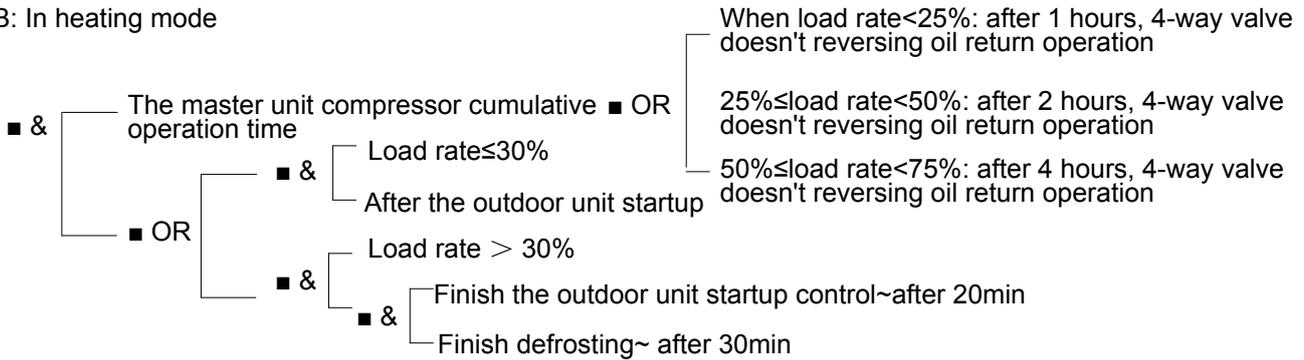 B: In heating mode
When load rate<25%: after 1 hours, 4-way valve
doesn't reversing oil return operation
■ &
The master unit compressor cumulative ■ OR
operation time
25%≤load rate<50%: after 2 hours, 4-way valve
doesn't reversing oil return operation
50%≤load rate<75%: after 4 hours, 4-way valve
doesn't reversing oil return operation
■ OR
■ &
Load rate≤30%
After the outdoor unit startup
■ &
Load rate > 30%
■ &
Finish the outdoor unit startup control~after 20min
Finish defrosting~ after 30min